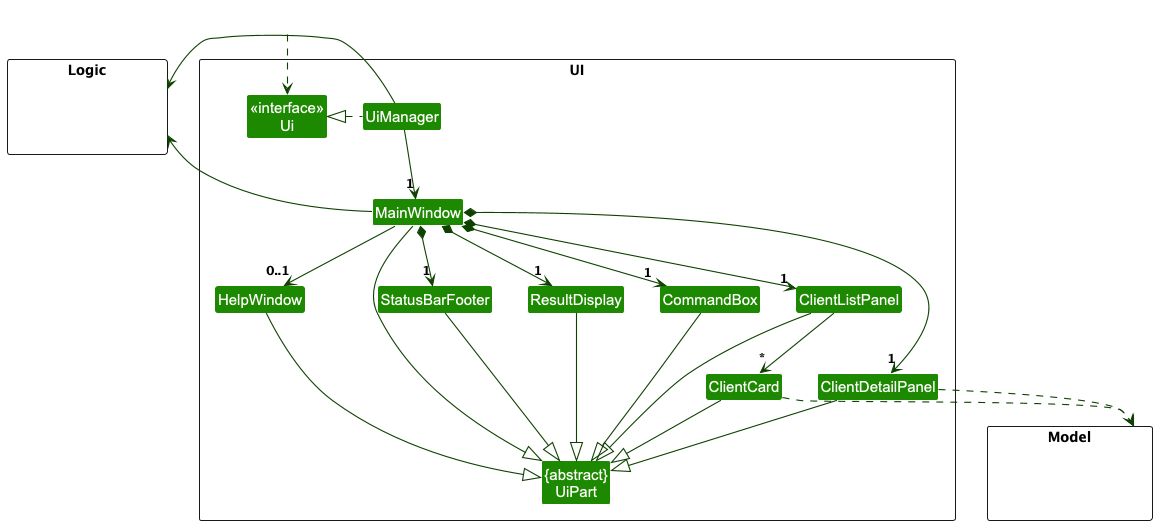 Logic
UI
«interface»
Ui
UiManager
1
MainWindow
0..1
1
1
1
1
HelpWindow
StatusBarFooter
ResultDisplay
CommandBox
ClientListPanel
*
1
ClientCard
ClientDetailPanel
Model
{abstract}
UiPart